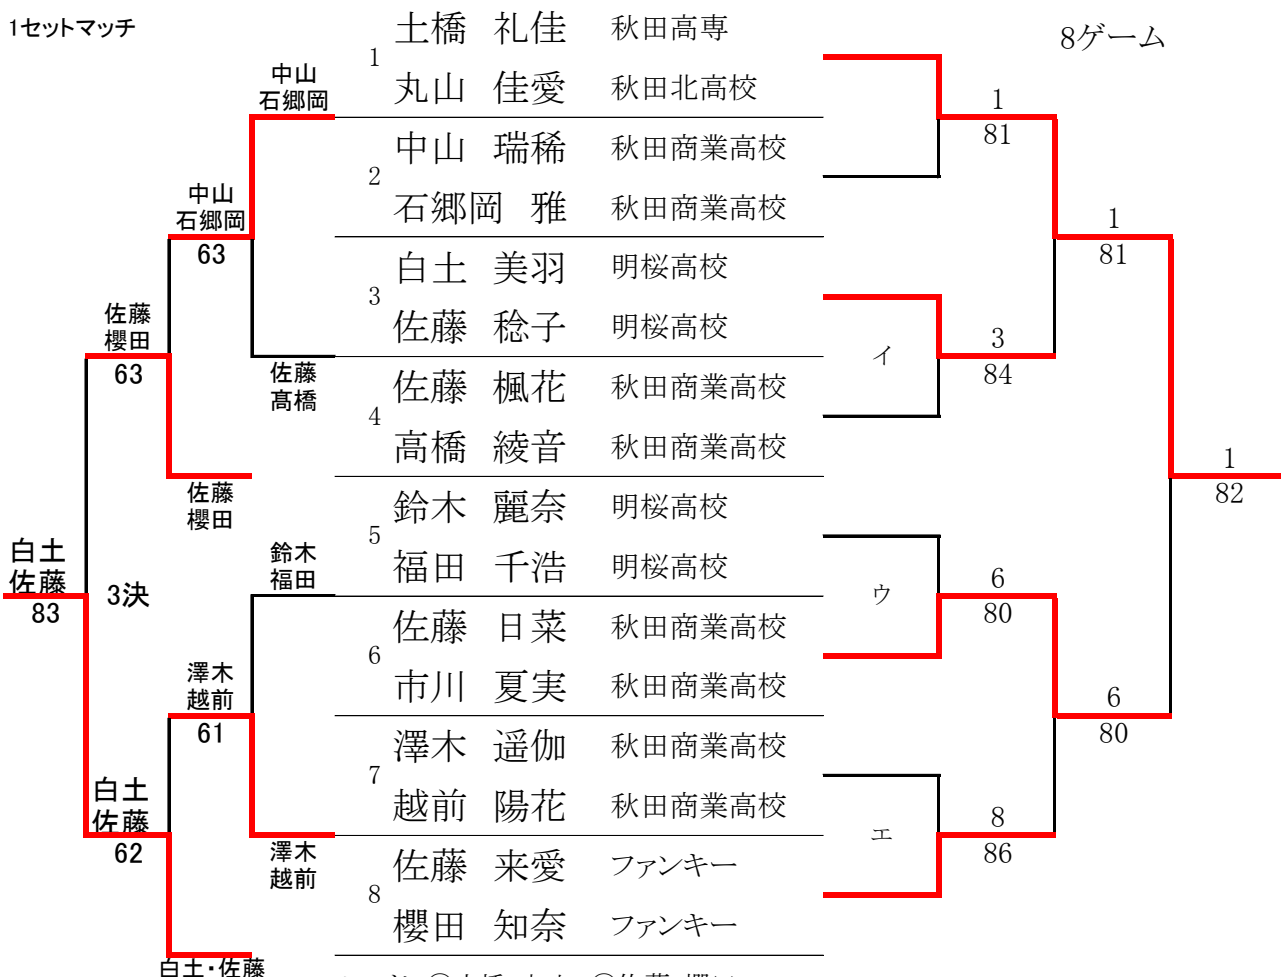 1セットマッチ
8ゲーム
1
土橋 礼佳 秋田高専
丸山 佳愛 秋田北高校
2
中山 瑞稀 秋田商業高校
石郷岡 雅 秋田商業高校
3
白土 美羽 明桜高校
佐藤 稔子 明桜高校
4
佐藤 楓花 秋田商業高校
高橋 綾音 秋田商業高校
5
鈴木 麗奈 明桜高校
福田 千浩 明桜高校
6
佐藤 日菜 秋田商業高校
市川 夏実 秋田商業高校
7
澤木 遥伽 秋田商業高校
越前 陽花 秋田商業高校
8
佐藤 来愛 ファンキー
櫻田 知奈 ファンキー
中山
石郷岡
中山
石郷岡
63
佐藤
櫻田
63
佐藤
髙橋
佐藤
櫻田
白土
佐藤
83
3決
鈴木
福田
澤木
越前
61
白土
佐藤
62
澤木
越前
白土・佐藤
イ
ウ
エ
1
81
3
84
6
80
8
86
1
81
6
80
1
82